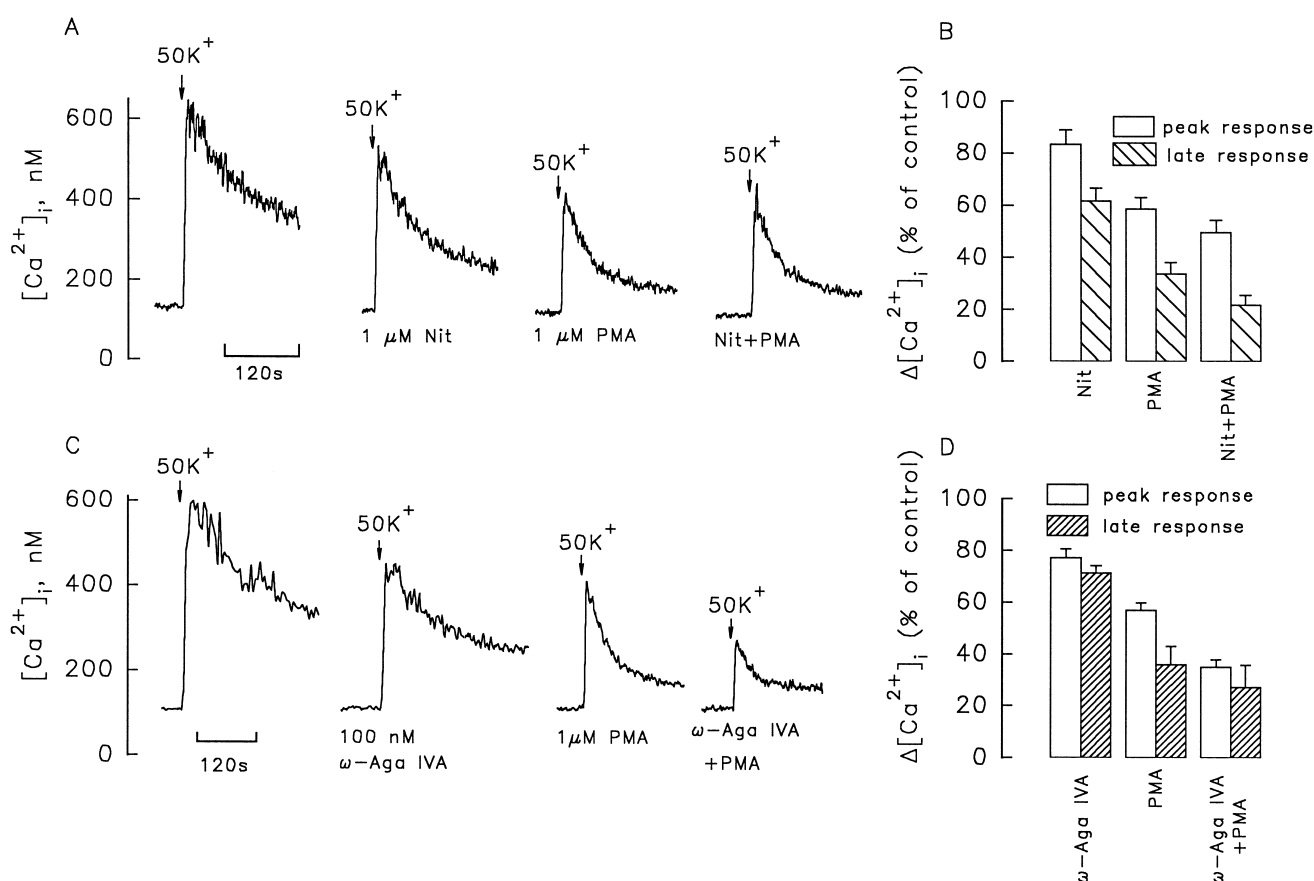 A
50K+
50K+
50K+
50K+
[Ca2+]i, nM
600
400
200
0
120s
1 μM Nit
1 μM PMA
Nit+PMA
B
Δ[Ca2+]i (% of control)
100
80
60
40
20
0
peak response
late response
Nit
PMA
Nit+PMA
C
50K+
50K+
50K+
50K+
[Ca2+]i, nM
600
400
200
0
120s
100 nM
ω-Aga IVA
1μM PMA
ω-Aga IVA
+PMA
D
Δ[Ca2+]i (% of control)
100
80
60
40
20
0
peak response
late response
ω-Aga IVA
PMA
ω-Aga IVA
+PMA